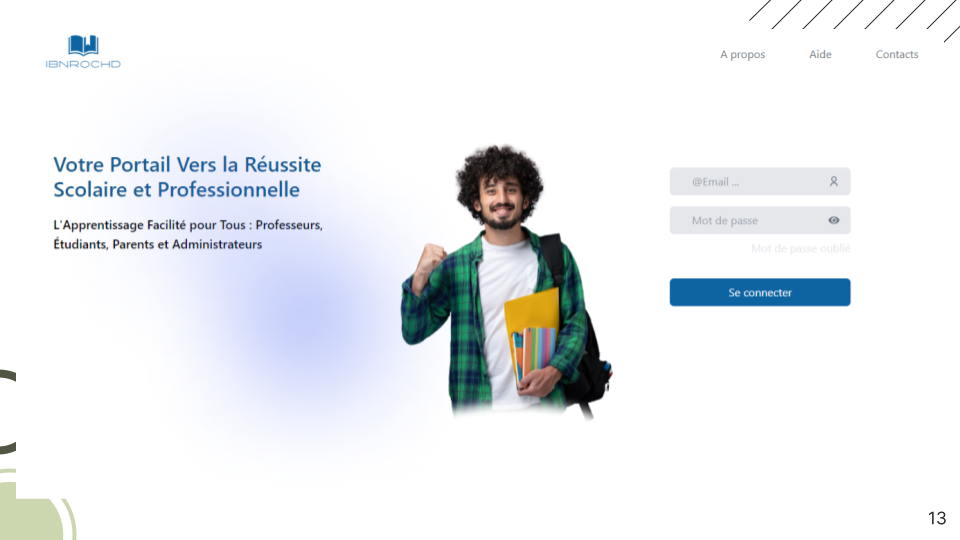 IBNROCHD
A propos
Aide
Contacts
Votre Portail Vers la Réussite
Scolaire et Professionnelle
L'Apprentissage Facilité pour Tous : Professeurs,
Étudiants, Parents et Administrateurs
@Email ...
Mot de passe
Mot de passe oublié
Se connecter
13